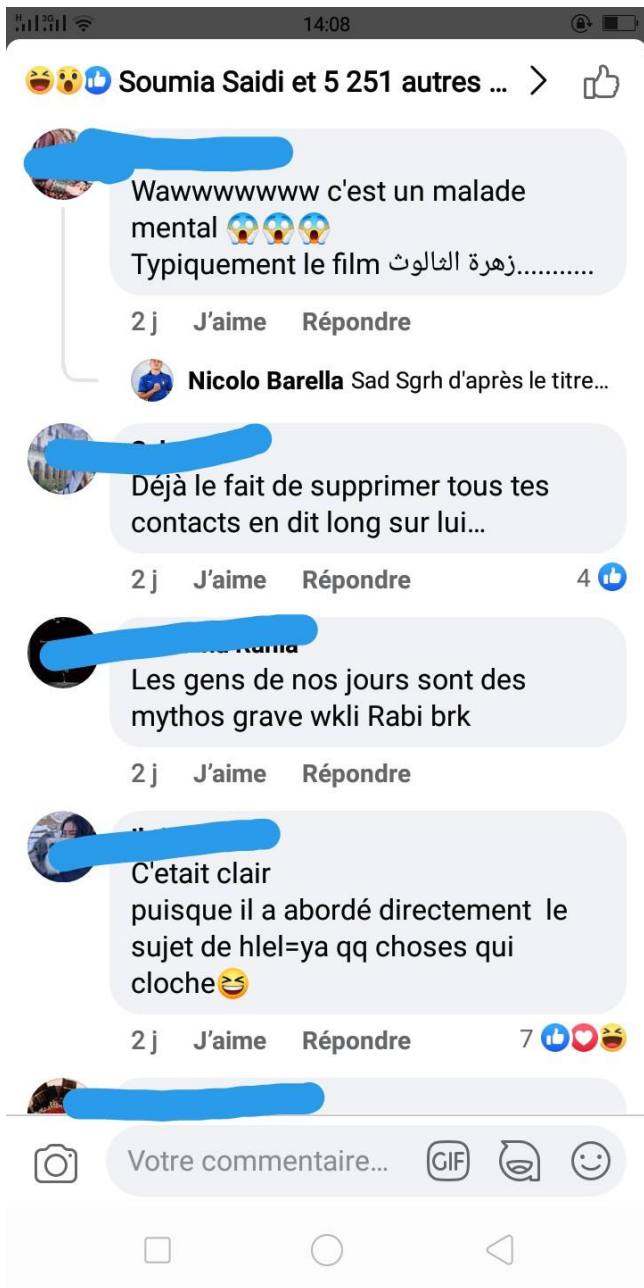 14:08
Soumia Saidi et 5 251 autres ...
Wawwwwwww c'est un malade
mental 😱😱😱
Typiquement le film زهرة الثالوث...........
2 j J'aime Répondre
Nicolo Barella Sad Sgrh d'après le titre...
Déjà le fait de supprimer tous tes
contacts en dit long sur lui...
2 j J'aime Répondre 4
Les gens de nos jours sont des
mythos grave wkli Rabi brk
2 j J'aime Répondre
C'etait clair
puisque il a abordé directement le
sujet de hlel=ya qq choses qui
cloche😆
2 j J'aime Répondre 7
Votre commentaire... GIF